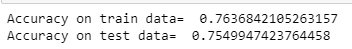 Accuracy on train data=  0.7636842105263157
Accuracy on test data=  0.7549947423764458